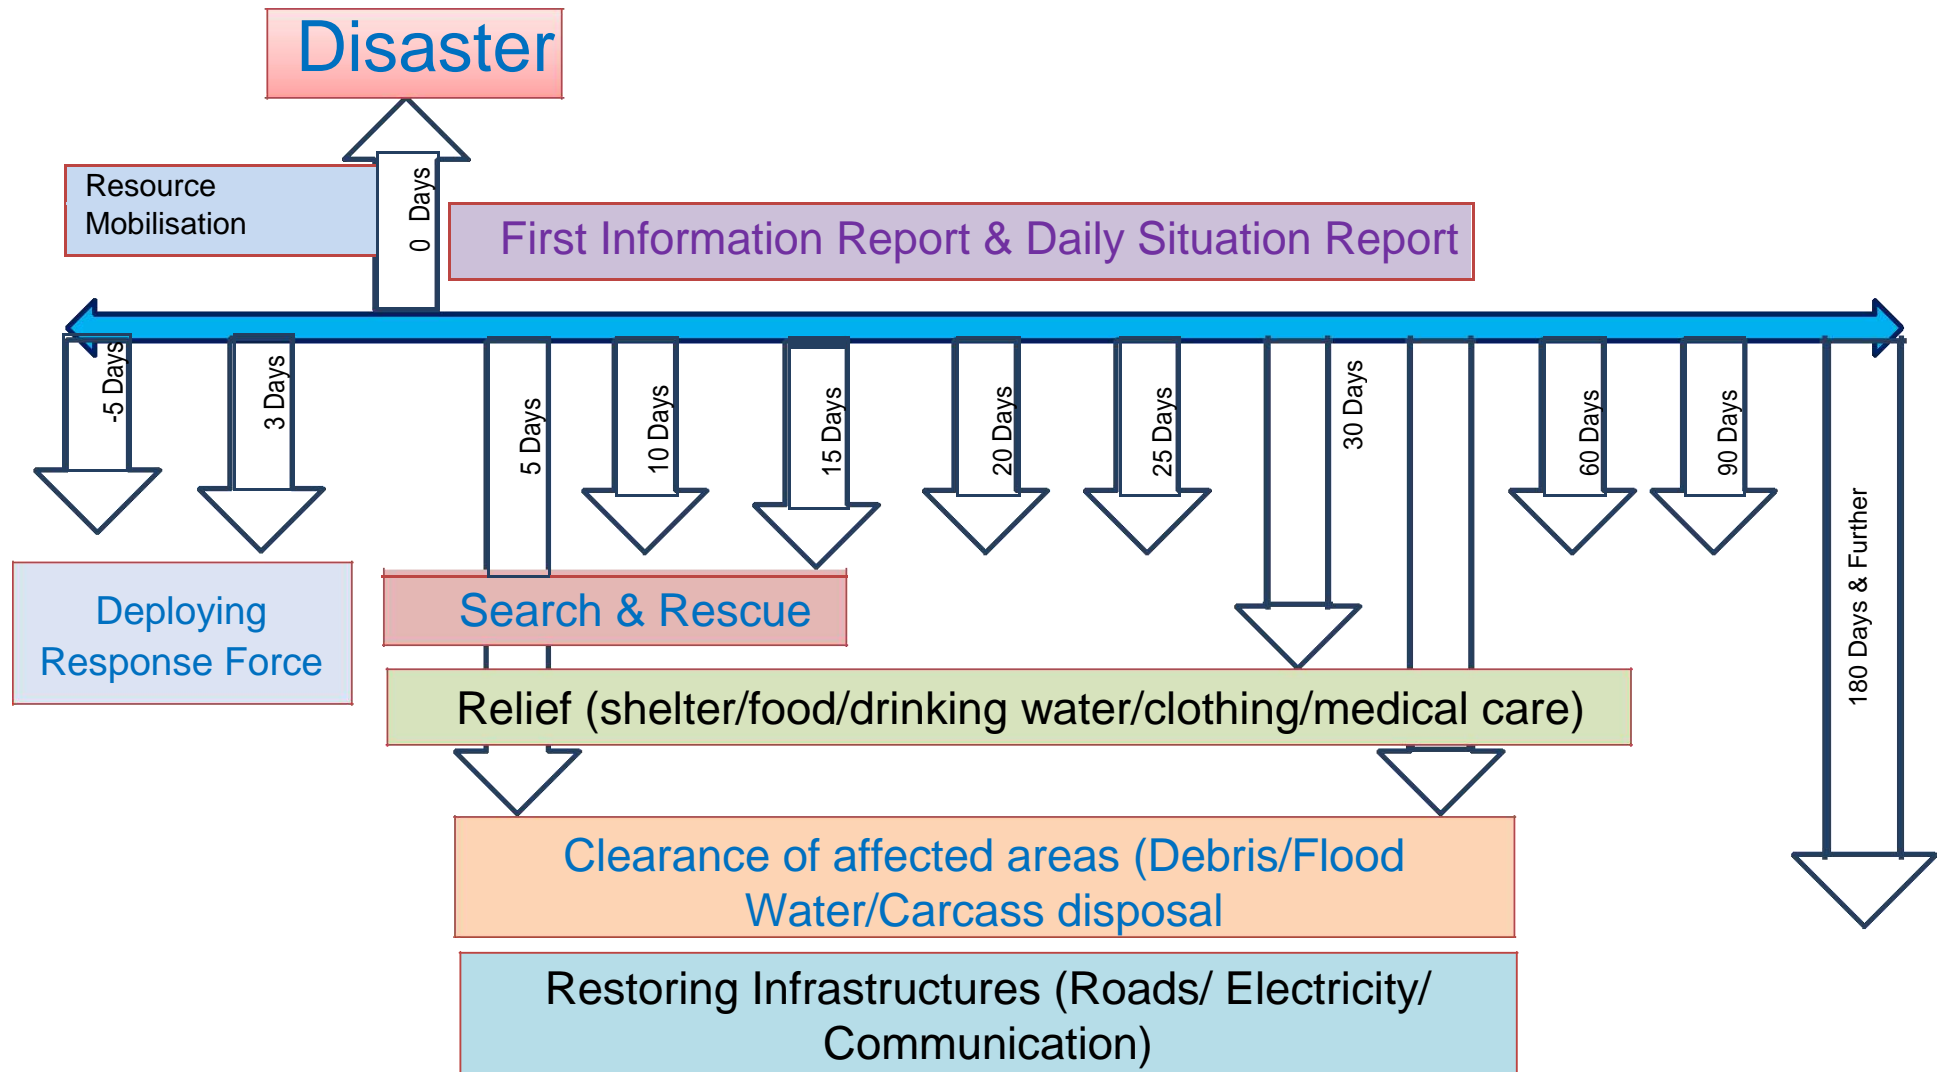 Disaster
Resource
Mobilisation
0 Days
First Information Report & Daily Situation Report
-5 Days
3 Days
5 Days
10 Days
15 Days
20 Days
25 Days
30 Days
60 Days
90 Days
180 Days & Further
Deploying
Response Force
Search & Rescue
Relief (shelter/food/drinking water/clothing/medical care)
Clearance of affected areas (Debris/Flood
Water/Carcass disposal
Restoring Infrastructures (Roads/ Electricity/
Communication)